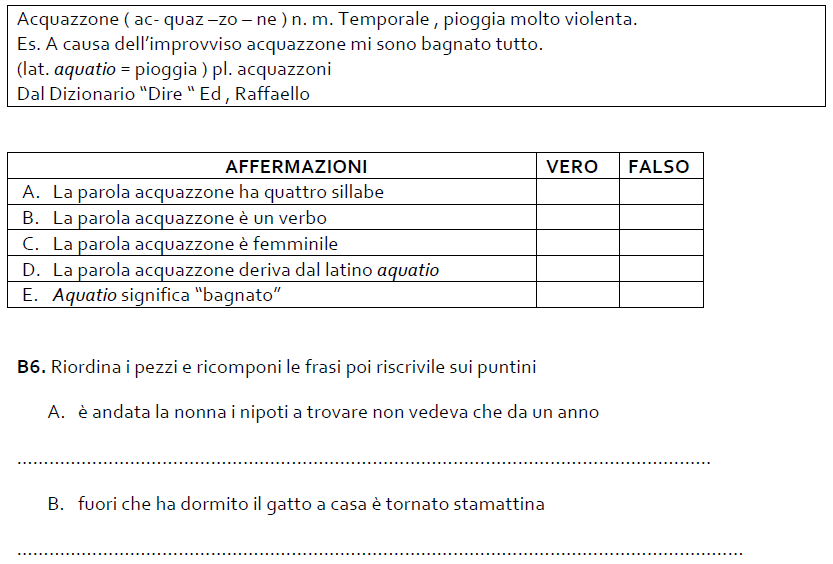 Acquazzone ( ac- quaz –zo – ne ) n. m. Temporale , pioggia molto violenta.
Es. A causa dell’improvviso acquazzone mi sono bagnato tutto.
(lat. aquatio = pioggia ) pl. acquazzoni
Dal Dizionario “Dire “ Ed , Raffaello
AFFERMAZIONI VERO FALSO
A. La parola acquazzone ha quattro sillabe
B. La parola acquazzone è un verbo
C. La parola acquazzone è femminile
D. La parola acquazzone deriva dal latino aquatio
E. Aquatio significa “bagnato”
B6. Riordina i pezzi e ricomponi le frasi poi riscrivile sui puntini
A. è andata la nonna i nipoti a trovare non vedeva che da un anno
................................................................................................................................
B. fuori che ha dormito il gatto a casa è tornato stamattina
......................................................................................................................................